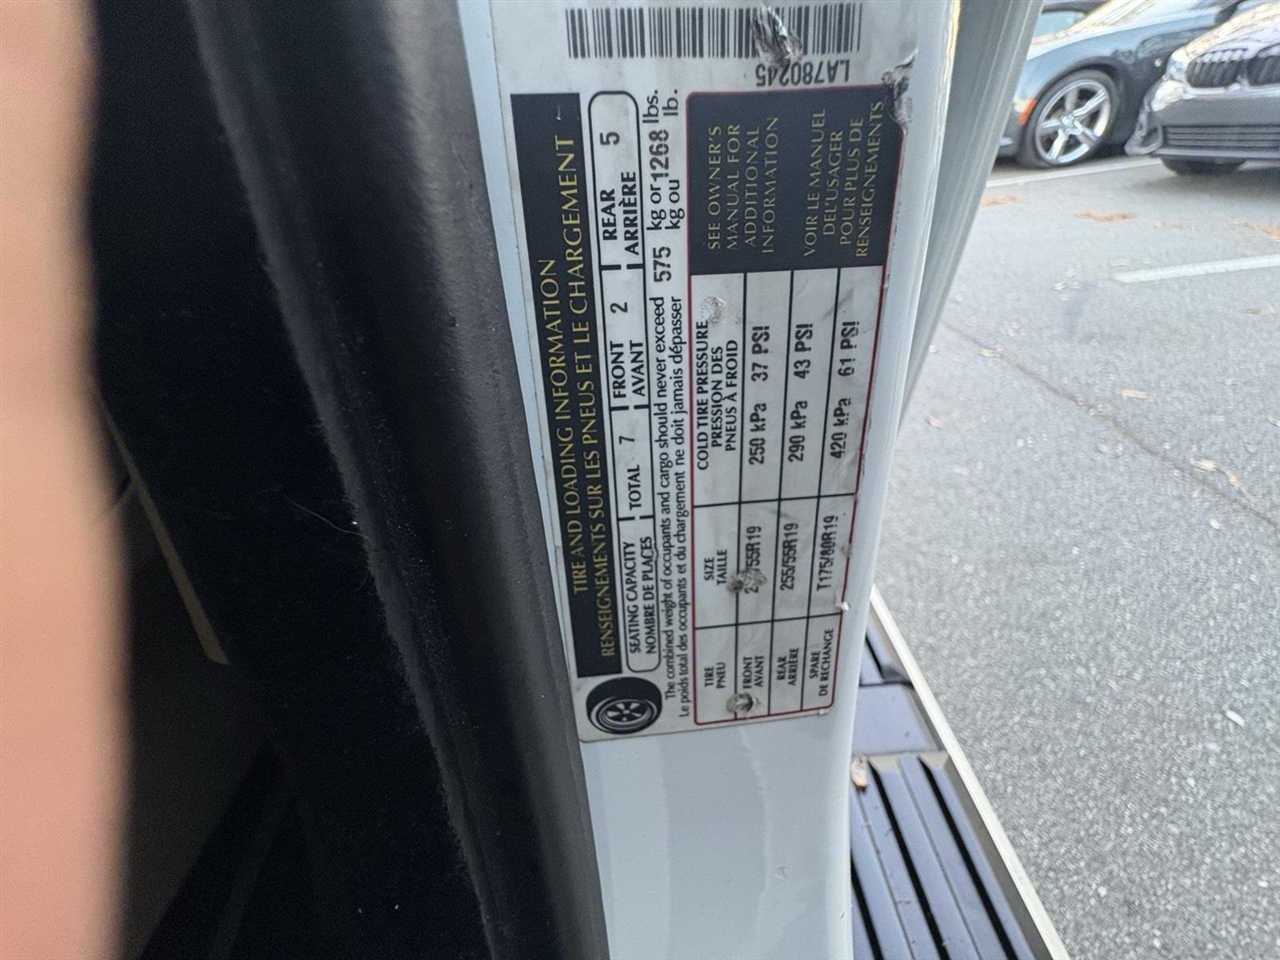 LA780245
TIRE AND LOADING INFORMATION
RENSEIGNEMENTS SUR LES PNEUS ET LE CHARGEMENT
SEATING CAPACITY
NOMBRE DE PLACES
TOTAL 7
FRONT
AVANT 2
REAR
ARRIÈRE 5
The combined weight of occupants and cargo should never exceed 575 kg or 1268 lbs.
Le poids total des occupants et du chargement ne doit jamais dépasser kg ou lb.
TIRE
PNEU
SIZE
TAILLE
COLD TIRE PRESSURE
PRESSION DES
PNEUS À FROID
FRONT
AVANT
55R19
250 kPa 37 PSI
REAR
ARRIÈRE
255/55R19
290 kPa 43 PSI
SPARE
DE RECHANGE
T175/80R19
420 kPa 61 PSI
SEE OWNER'S
MANUAL FOR
ADDITIONAL
INFORMATION
VOIR LE MANUEL
DE L'USAGER
POUR PLUS DE
RENSEIGNEMENTS